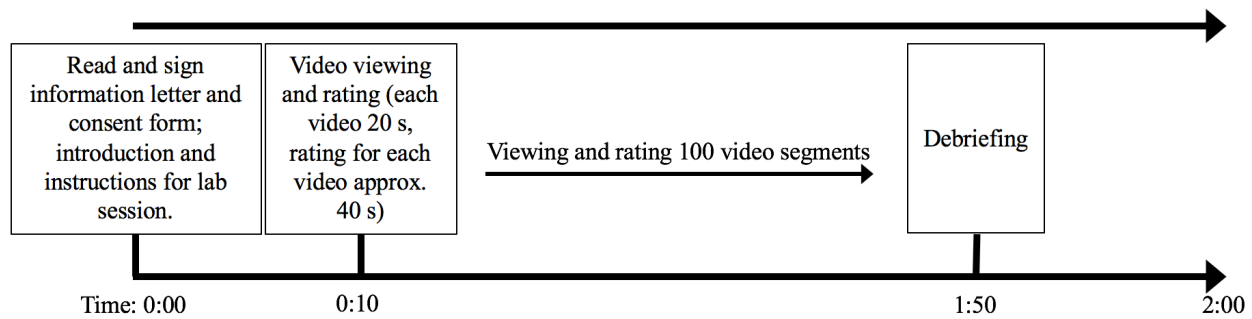 Read and sign
information letter and
consent form;
introduction and
instructions for lab
session.
Video viewing
and rating (each
video 20 s,
rating for each
video approx.
40 s)
Viewing and rating 100 video segments
Debriefing
Time: 0:00
0:10
1:50
2:00